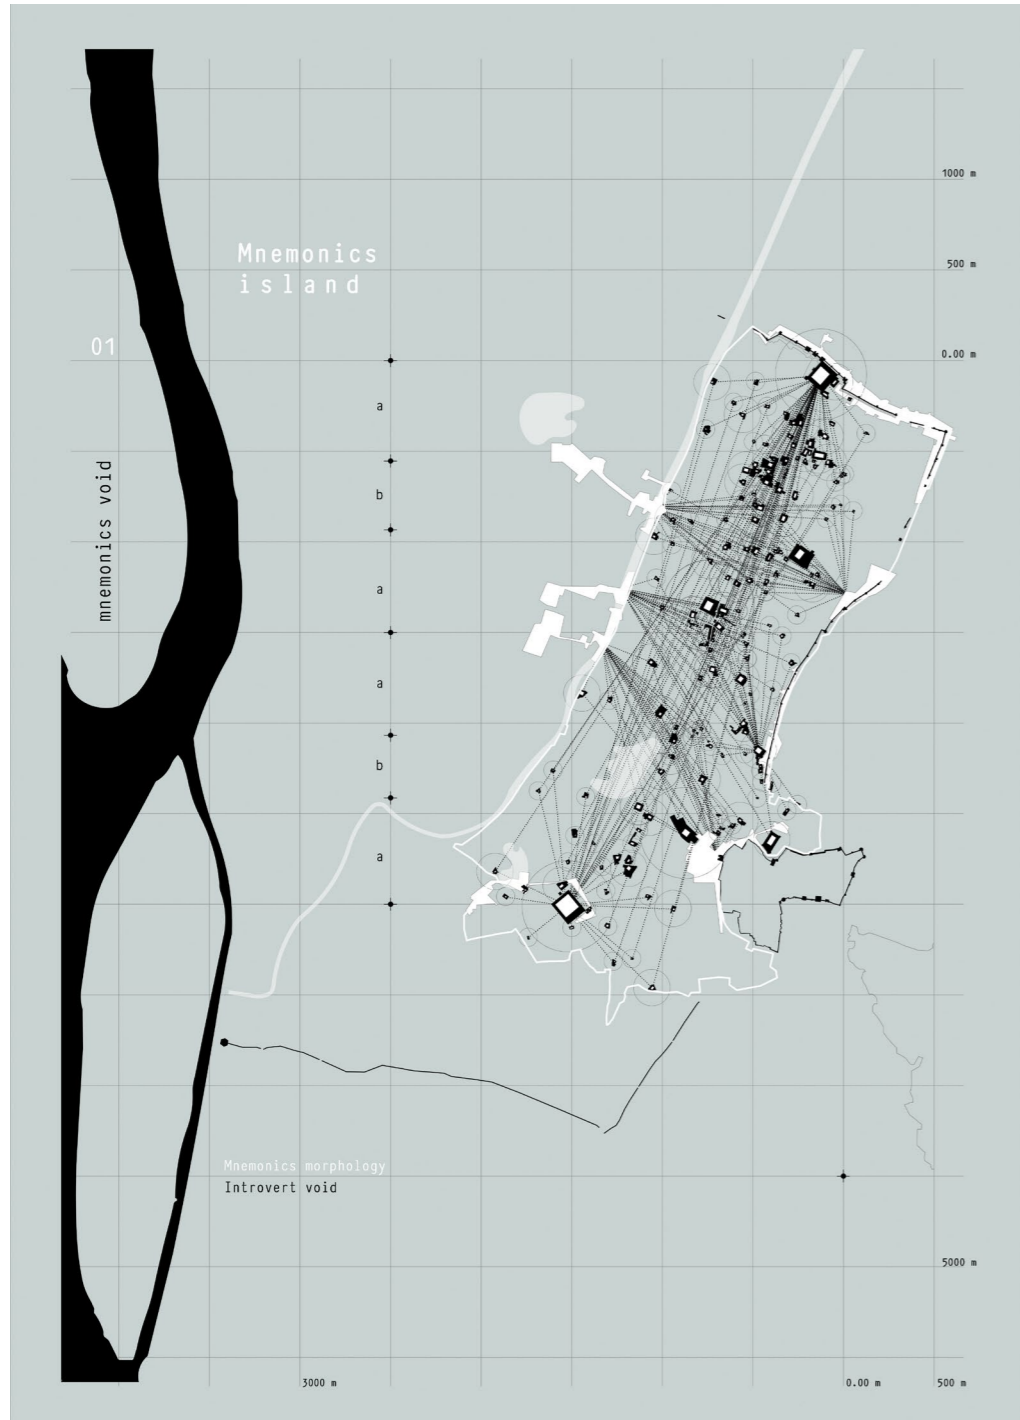 1000 m
Mnemonics
island
500 m
01
0.00 m
a
mnemonics void
b
a
a
b
a
Mnemonics morphology
Introvert void
5000 m
3000 m
0.00 m
500 m